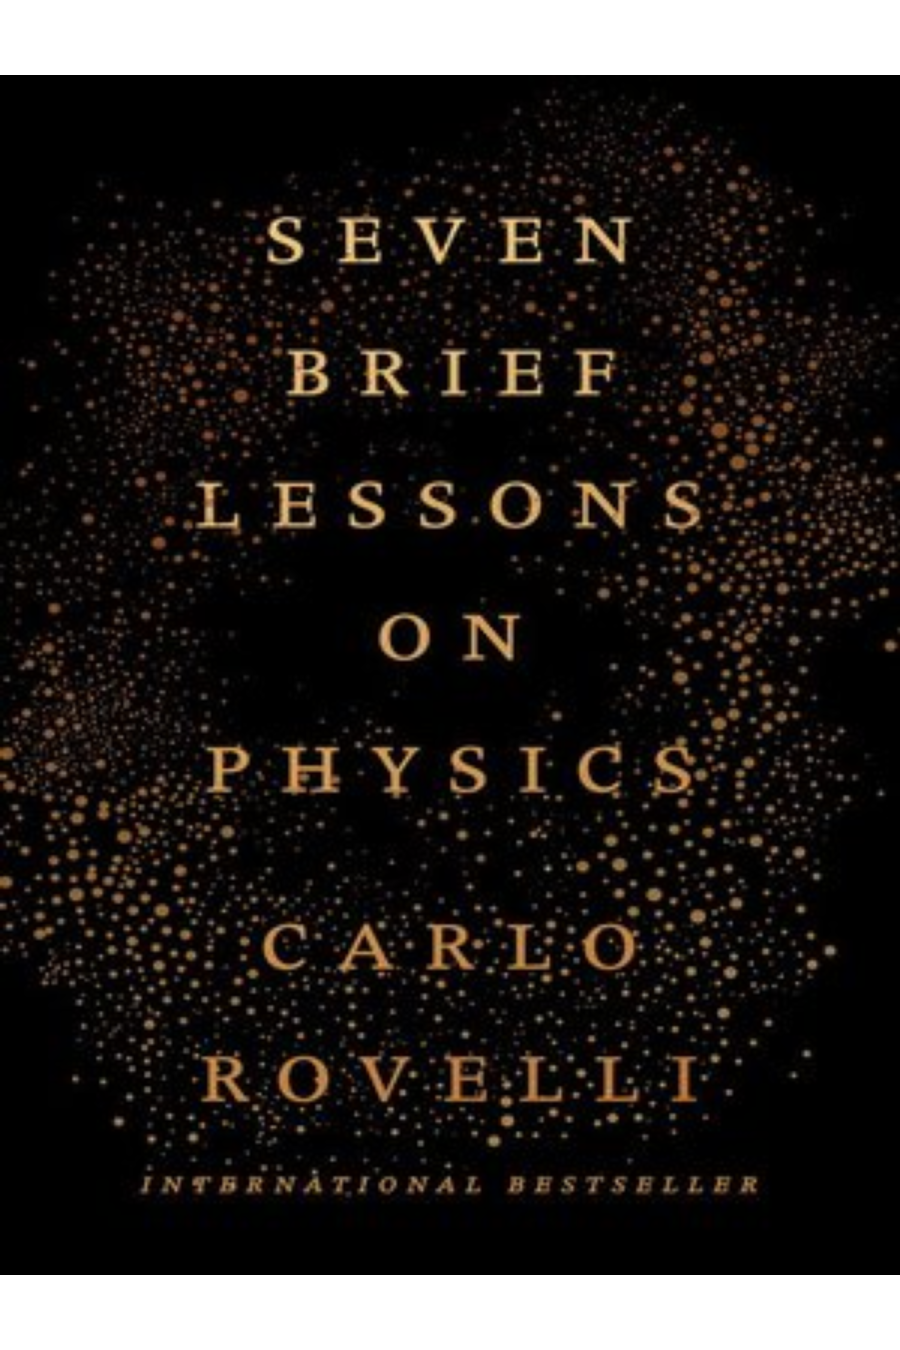 SEVEN
BRIEF
LESSONS
ON
PHYSICS
CARLO
ROVELLI
INTERNATIONAL BESTSELLER